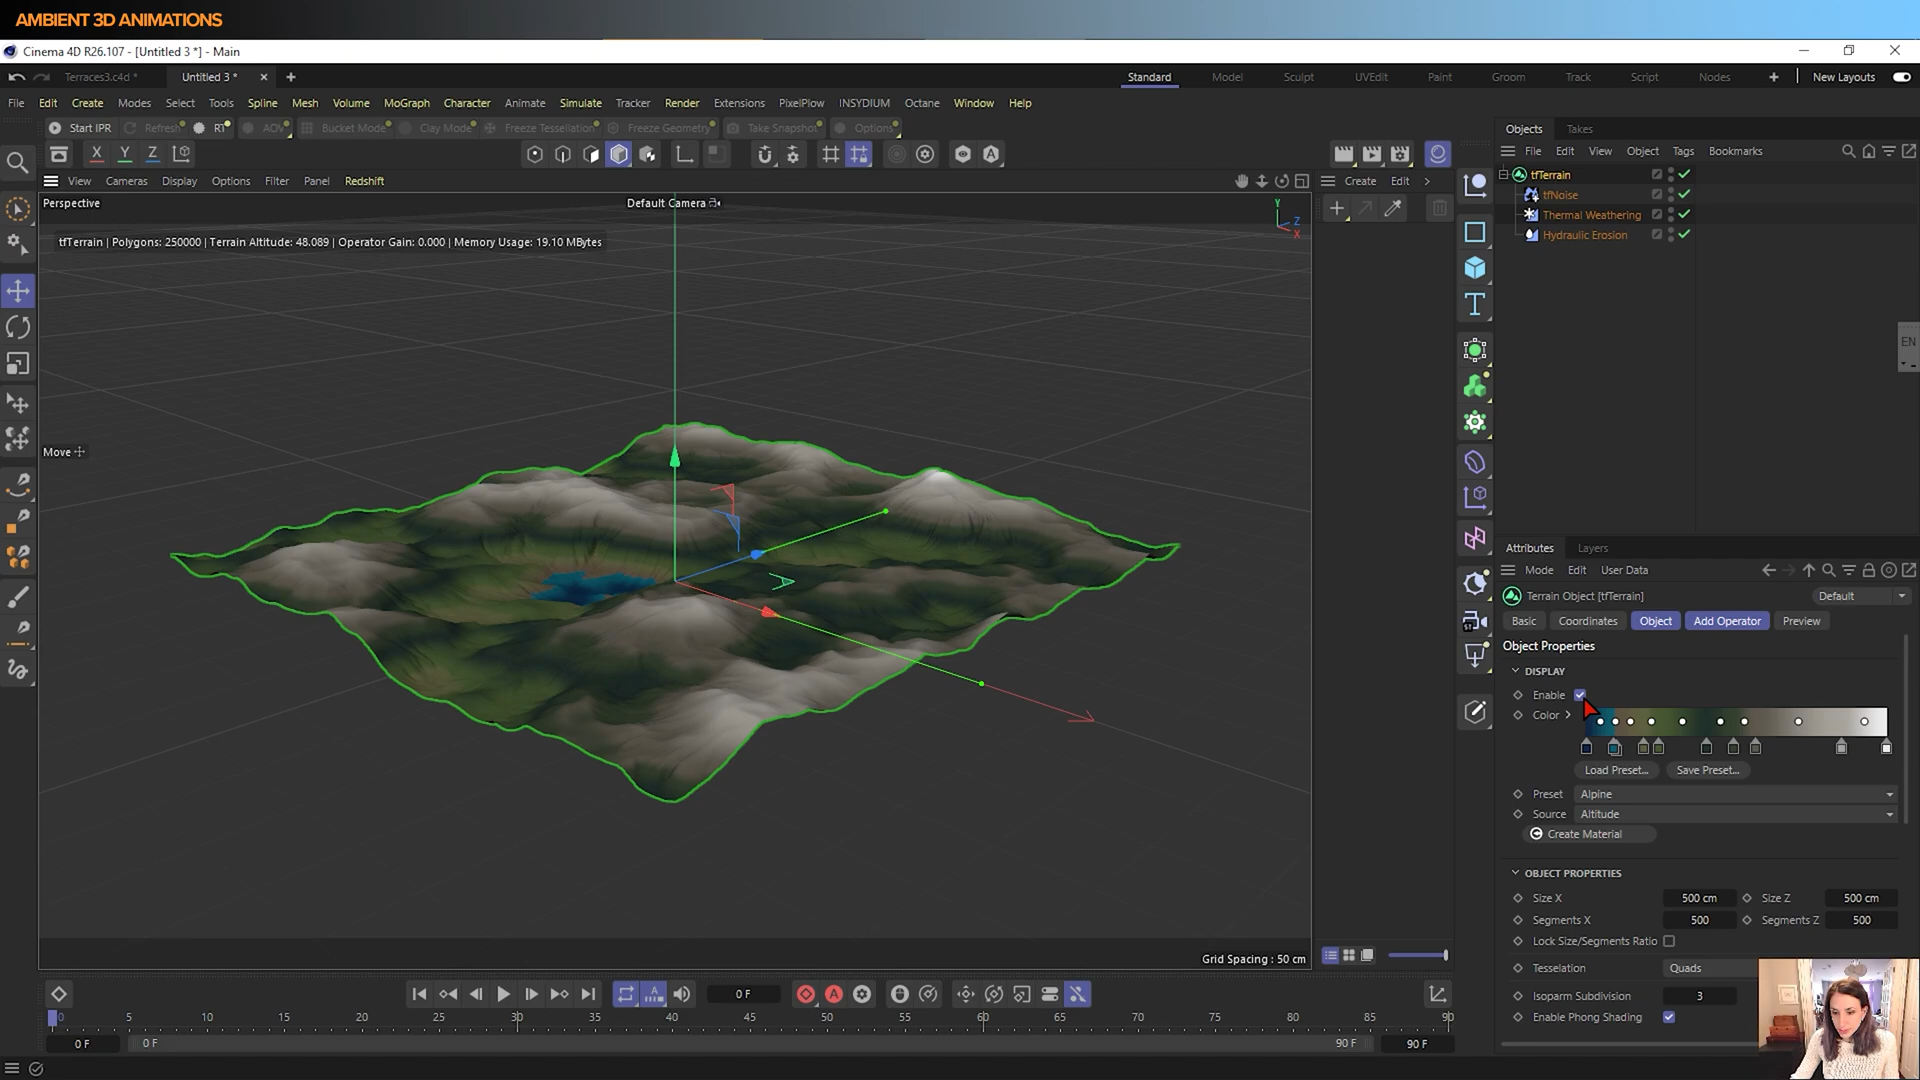 AMBIENT 3D ANIMATIONS
Cinema 4D R26.107 - [Untitled 3 *] - Main
Terraces3.c4d *
Untitled 3 *
Standard Model Sculpt UVEdit Paint Groom Track Script Nodes New Layouts
File Edit Create Modes Select Tools Spline Mesh Volume MoGraph Character Animate Simulate Tracker Render Extensions PixelPlow INSYDIUM Octane Window Help
Start IPR Refresh RT AOV Bucket Mode Clay Mode Freeze Tessellation Freeze Geometry Take Snapshot Options
Objects Takes
File Edit View Object Tags Bookmarks
X Y Z
View Cameras Display Options Filter Panel Redshift
Create Edit
Perspective
Default Camera
Y
Z
X
tfTerrain | Polygons: 250000 | Terrain Altitude: 48.089 | Operator Gain: 0.000 | Memory Usage: 19.10 MBytes
tfTerrain
tfNoise
Thermal Weathering
Hydraulic Erosion
EN
Move
Attributes Layers
Mode Edit User Data
Terrain Object [tfTerrain]
Default
Basic Coordinates Object Add Operator Preview
Object Properties
DISPLAY
Enable
Color
Load Preset... Save Preset...
Preset Alpine
Source Altitude
Create Material
OBJECT PROPERTIES
Size X 500 cm Size Z 500 cm
Segments X 500 Segments Z 500
Lock Size/Segments Ratio
Tesselation Quads
Isoparm Subdivision 3
Enable Phong Shading
Grid Spacing : 50 cm
0 F
0 5 10 15 20 25 30 35 40 45 50 55 60 65 70 75 80 85 90
0 F 0 F 90 F 90 F